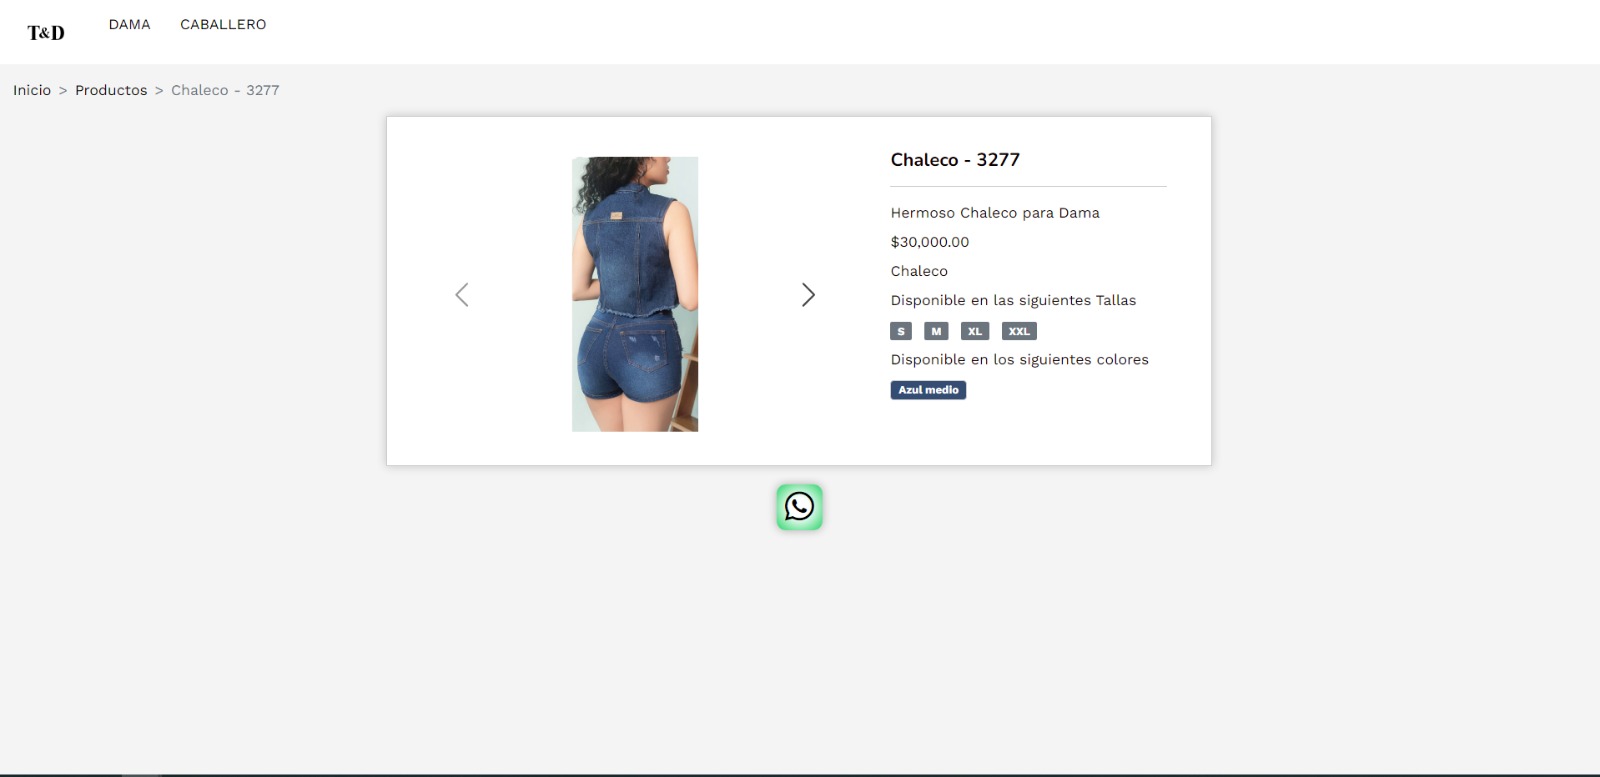 T&D
DAMA CABALLERO
Inicio > Productos > Chaleco - 3277
Chaleco - 3277
Hermoso Chaleco para Dama
$30,000.00
Chaleco
Disponible en las siguientes Tallas
S M XL XXL
Disponible en los siguientes colores
Azul medio